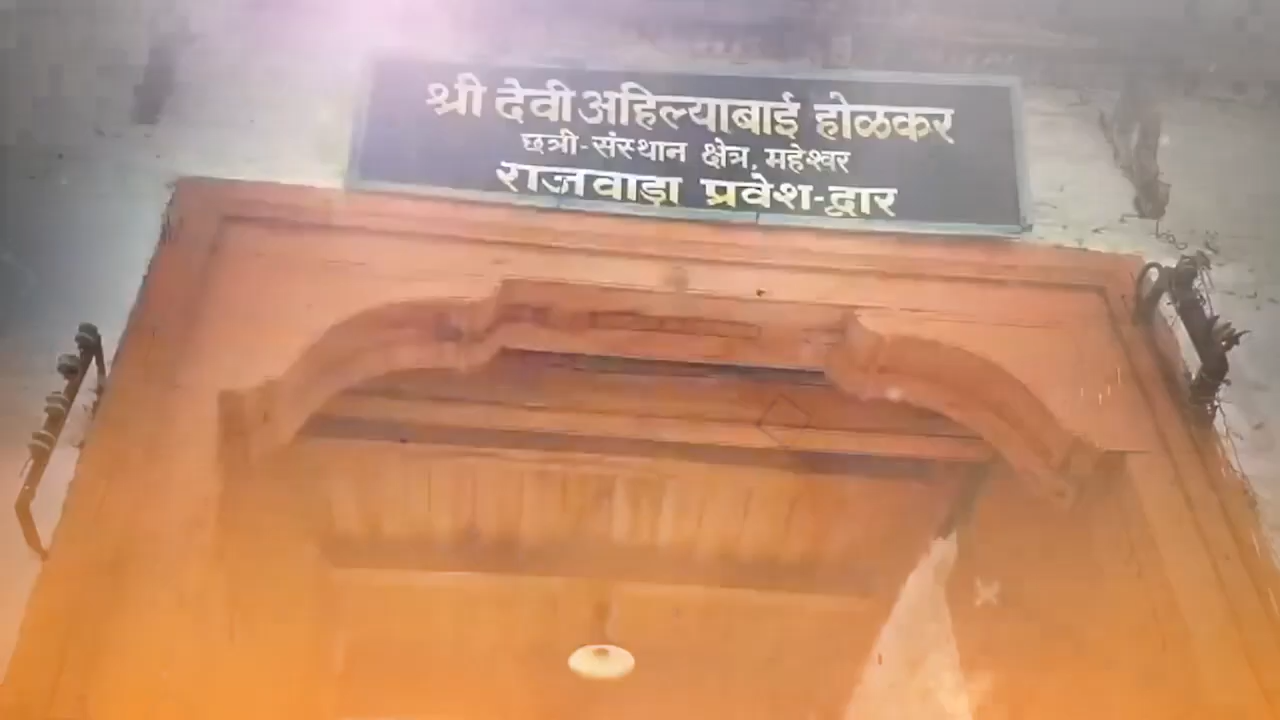 श्री देवी अहिल्याबाई होळकर
छत्री-संस्थान क्षेत्र, महेश्वर
राजवाड़ा प्रवेश-द्वार